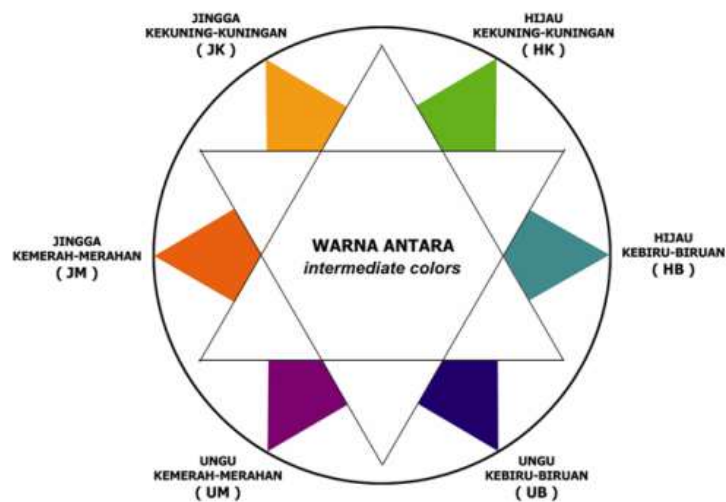 JINGGA
KEKUNING-KUNINGAN
( JK )
HIJAU
KEKUNING-KUNINGAN
( HK )
JINGGA
KEMERAH-MERAHAN
( JM )
WARNA ANTARA
intermediate colors
HIJAU
KEBIRU-BIRUAN
( HB )
UNGU
KEMERAH-MERAHAN
( UM )
UNGU
KEBIRU-BIRUAN
( UB )